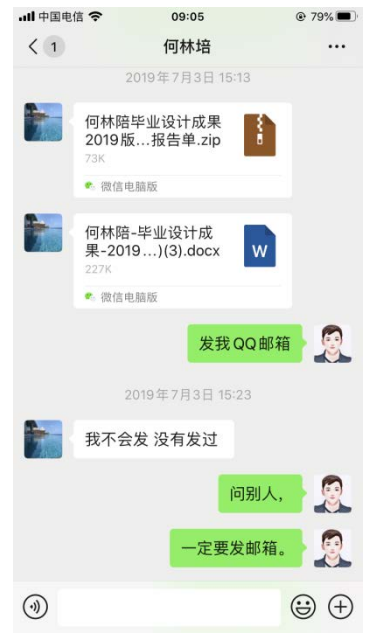 中国电信 09:05 79%
1 何林培
2019年7月3日 15:13
何林陪毕业设计成果
2019版...报告单.zip
73K
微信电脑版
何林陪-毕业设计成
果-2019...)(3).docx
227K
W
微信电脑版
发我QQ邮箱
2019年7月3日 15:23
我不会发 没有发过
问别人，
一定要发邮箱。